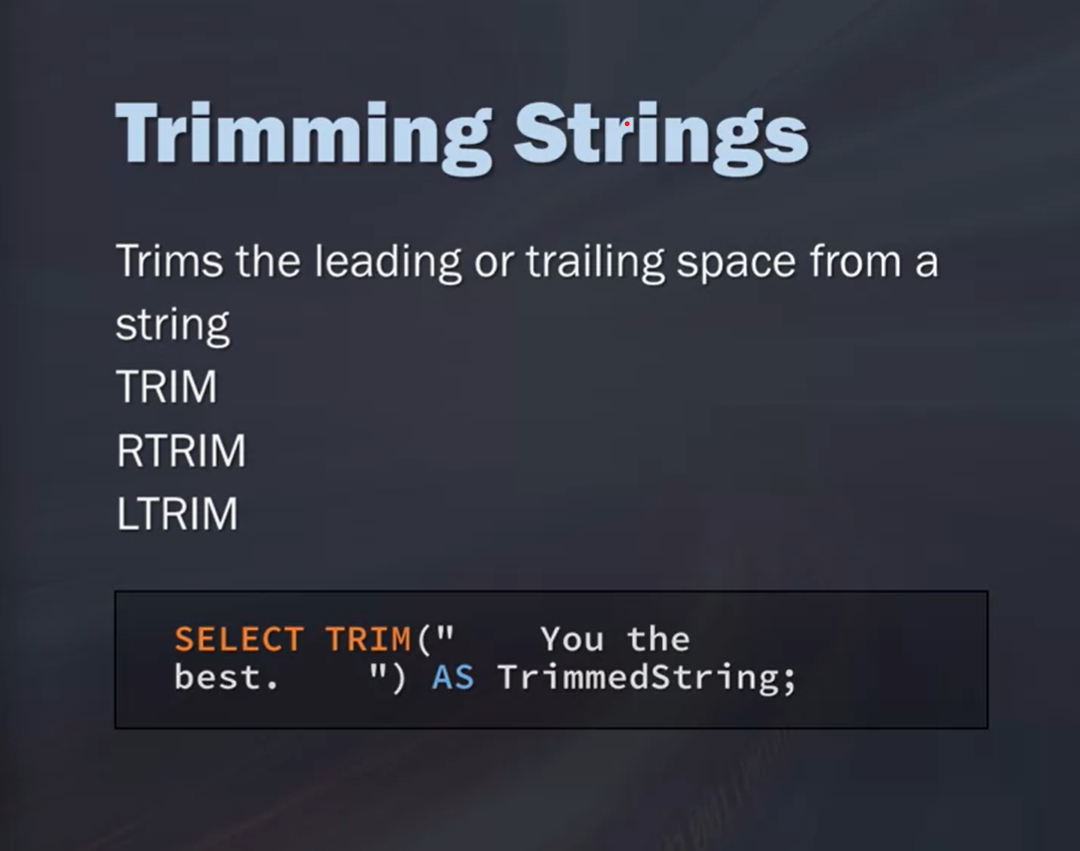 Trimming Strings
Trims the leading or trailing space from a
string
TRIM
RTRIM
LTRIM
SELECT TRIM("    You the
best.    ") AS TrimmedString;